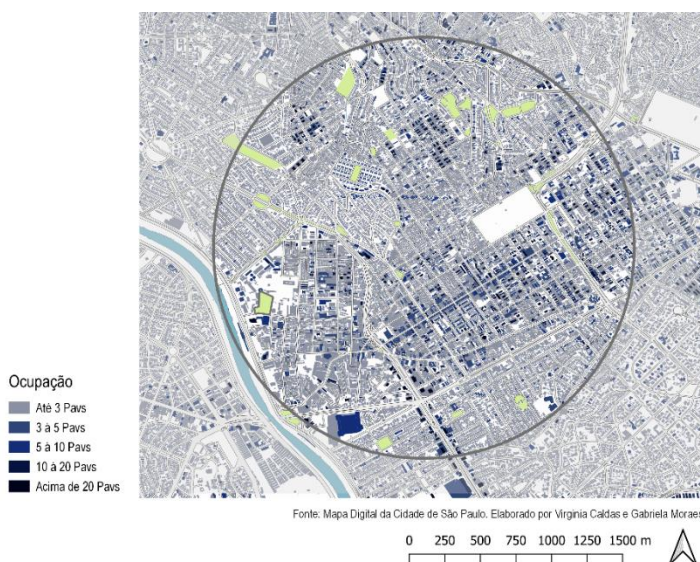 Ocupação
Até 3 Pavs
3 à 5 Pavs
5 à 10 Pavs
10 à 20 Pavs
Acima de 20 Pavs
Fonte: Mapa Digital da Cidade de São Paulo. Elaborado por Virginia Caldas e Gabriela Moraes
0 250 500 750 1000 1250 1500 m